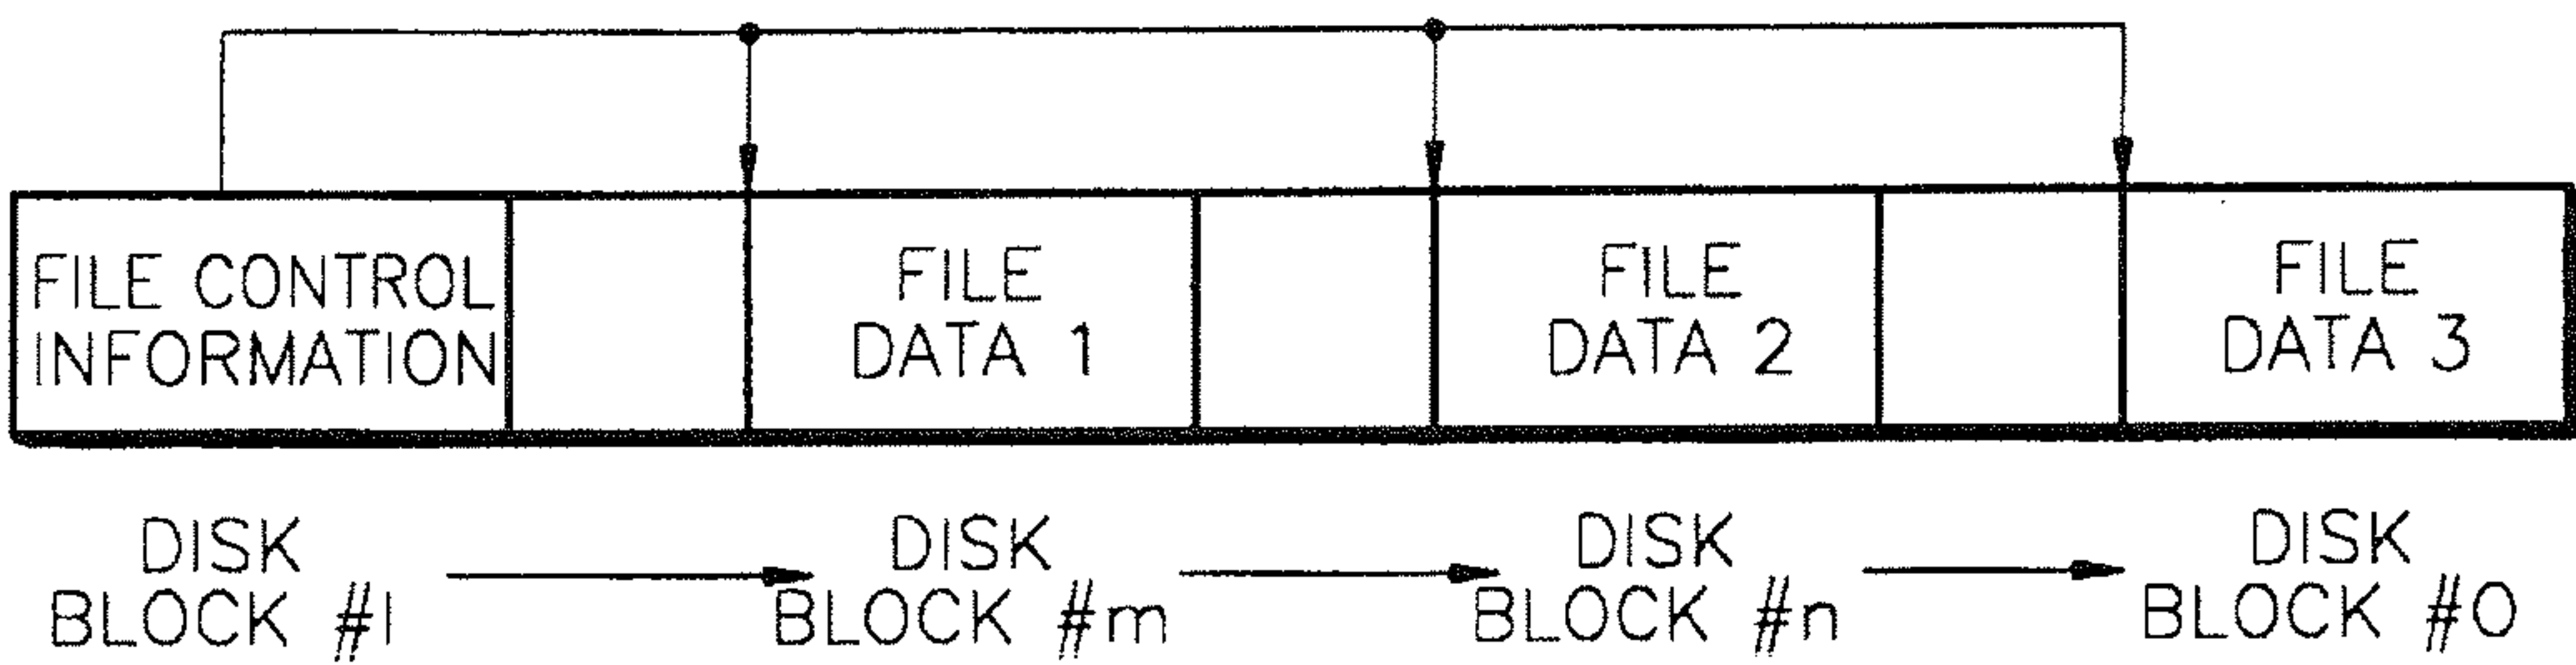 FILE CONTROL
INFORMATION
FILE
DATA 1
FILE
DATA 2
FILE
DATA 3
DISK
BLOCK #l
DISK
BLOCK #m
DISK
BLOCK #n
DISK
BLOCK #O